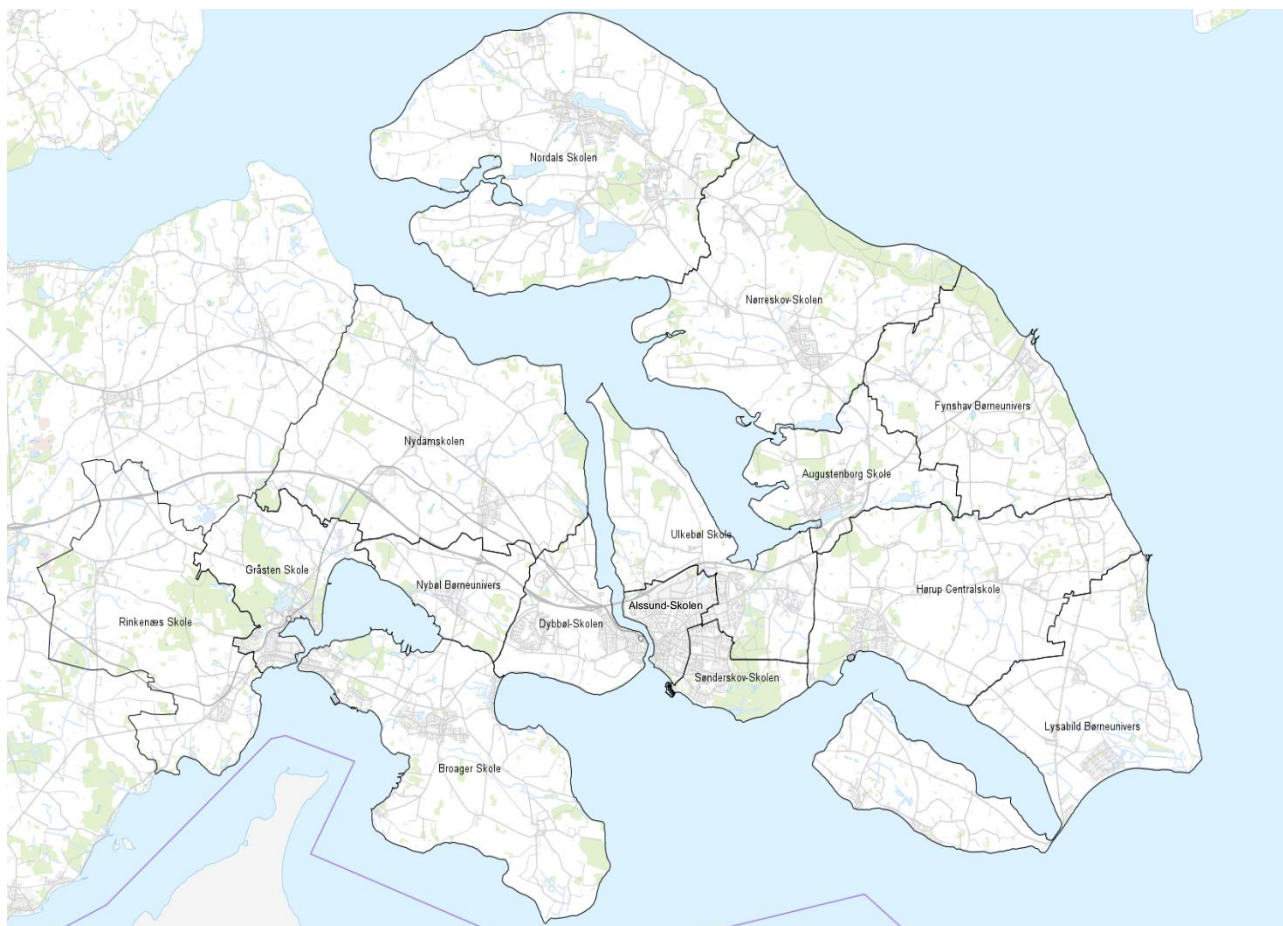 Nordals Skolen
Nørreskov-Skolen
Fynshav Børneunivers
Nydamskolen
Augustenborg Skole
Ulkebøl Skole
Gråsten Skole
Nybøl Børneunivers
Hørup Centralskole
Alssund-Skolen
Rinkenæs Skole
Dybbøl-Skolen
Sønderskov-Skolen
Lysabild Børneunivers
Broager Skole